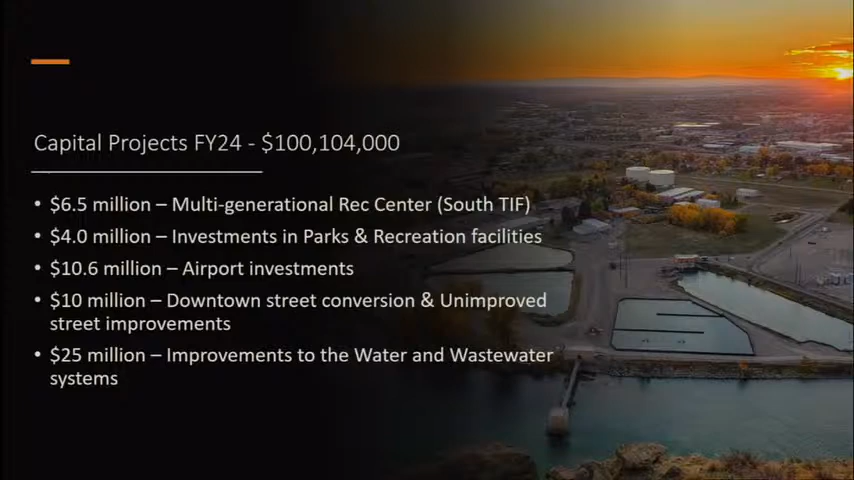 Capital Projects FY24 - $100,104,000
• $6.5 million – Multi-generational Rec Center (South TIF)
• $4.0 million – Investments in Parks & Recreation facilities
• $10.6 million – Airport investments
• $10 million – Downtown street conversion & Unimproved
street improvements
• $25 million – Improvements to the Water and Wastewater
systems